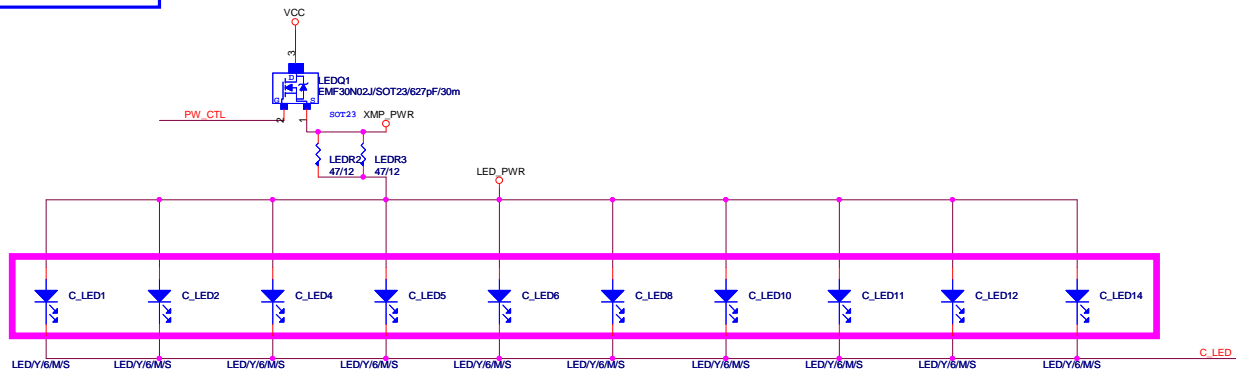 VCC
3
D
LEDQ1
EMF30N02J/SOT23/627pF/30m
G
S
PW_CTL
2
1
SOT23
XMP_PWR
LEDR2
47/12
LEDR3
47/12
LED_PWR
C_LED1
C_LED2
C_LED4
C_LED5
C_LED6
C_LED8
C_LED10
C_LED11
C_LED12
C_LED14
C_LED
LED/Y/6/M/S
LED/Y/6/M/S
LED/Y/6/M/S
LED/Y/6/M/S
LED/Y/6/M/S
LED/Y/6/M/S
LED/Y/6/M/S
LED/Y/6/M/S
LED/Y/6/M/S
LED/Y/6/M/S